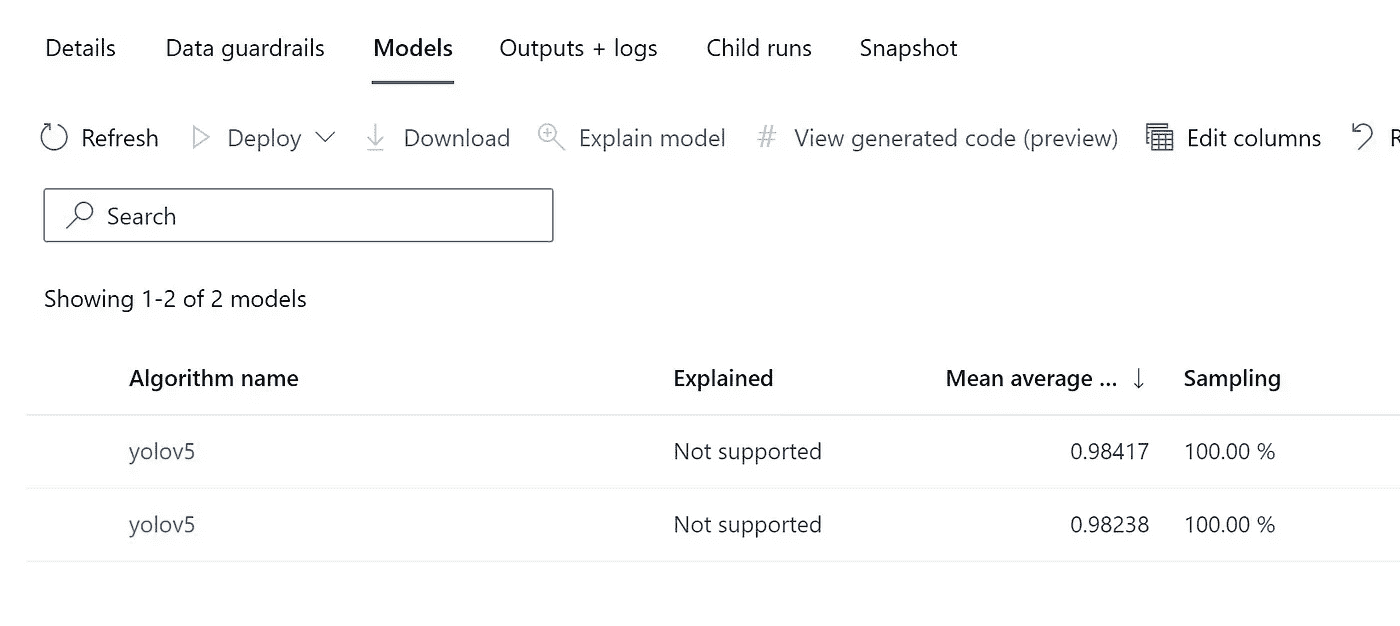 Details Data guardrails Models Outputs + logs Child runs Snapshot
Refresh Deploy Download Explain model # View generated code (preview) Edit columns
Search
Showing 1-2 of 2 models
Algorithm name Explained Mean average ... ↓ Sampling
yolov5 Not supported 0.98417 100.00 %
yolov5 Not supported 0.98238 100.00 %